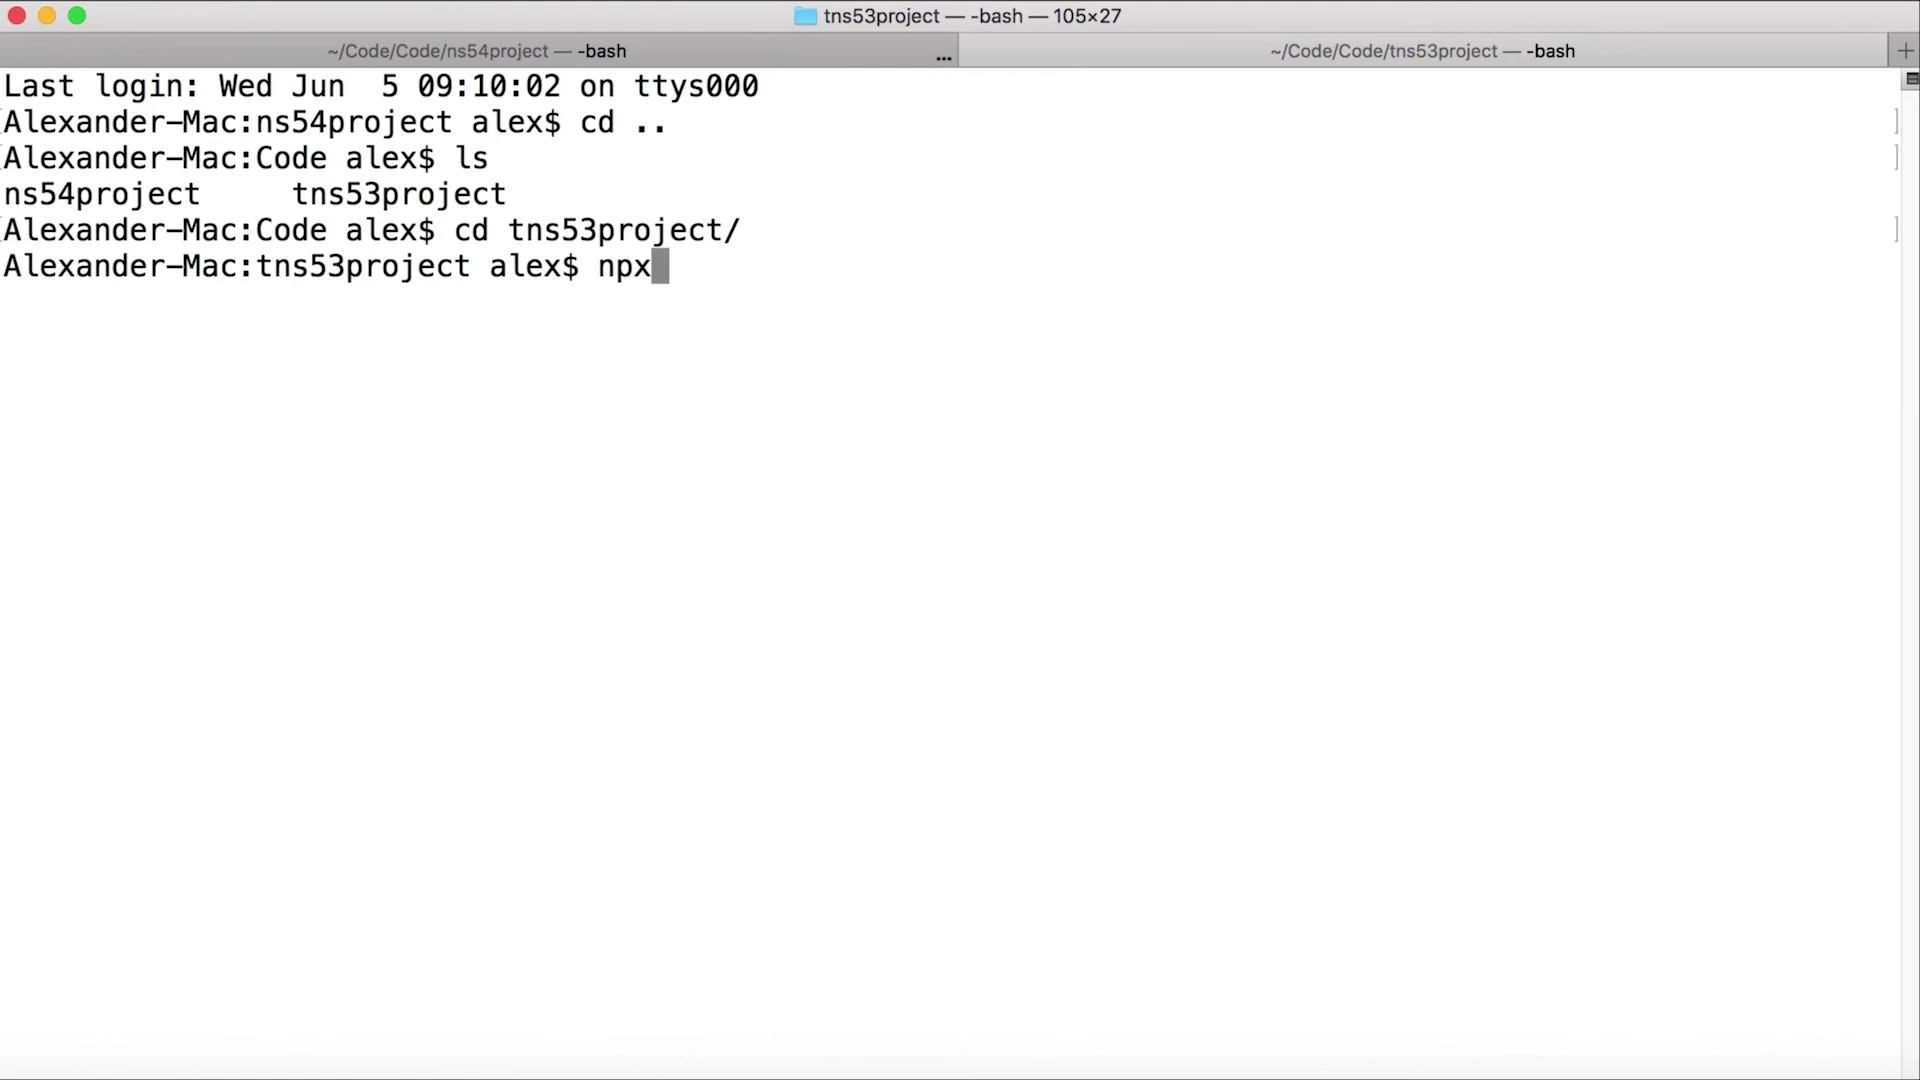 tns53project — -bash — 105×27
~/Code/Code/ns54project — -bash ... ~/Code/Code/tns53project — -bash +
Last login: Wed Jun  5 09:10:02 on ttys000
[Alexander-Mac:ns54project alex$ cd ..]
[Alexander-Mac:Code alex$ ls]
ns54project     tns53project
[Alexander-Mac:Code alex$ cd tns53project/]
Alexander-Mac:tns53project alex$ npx